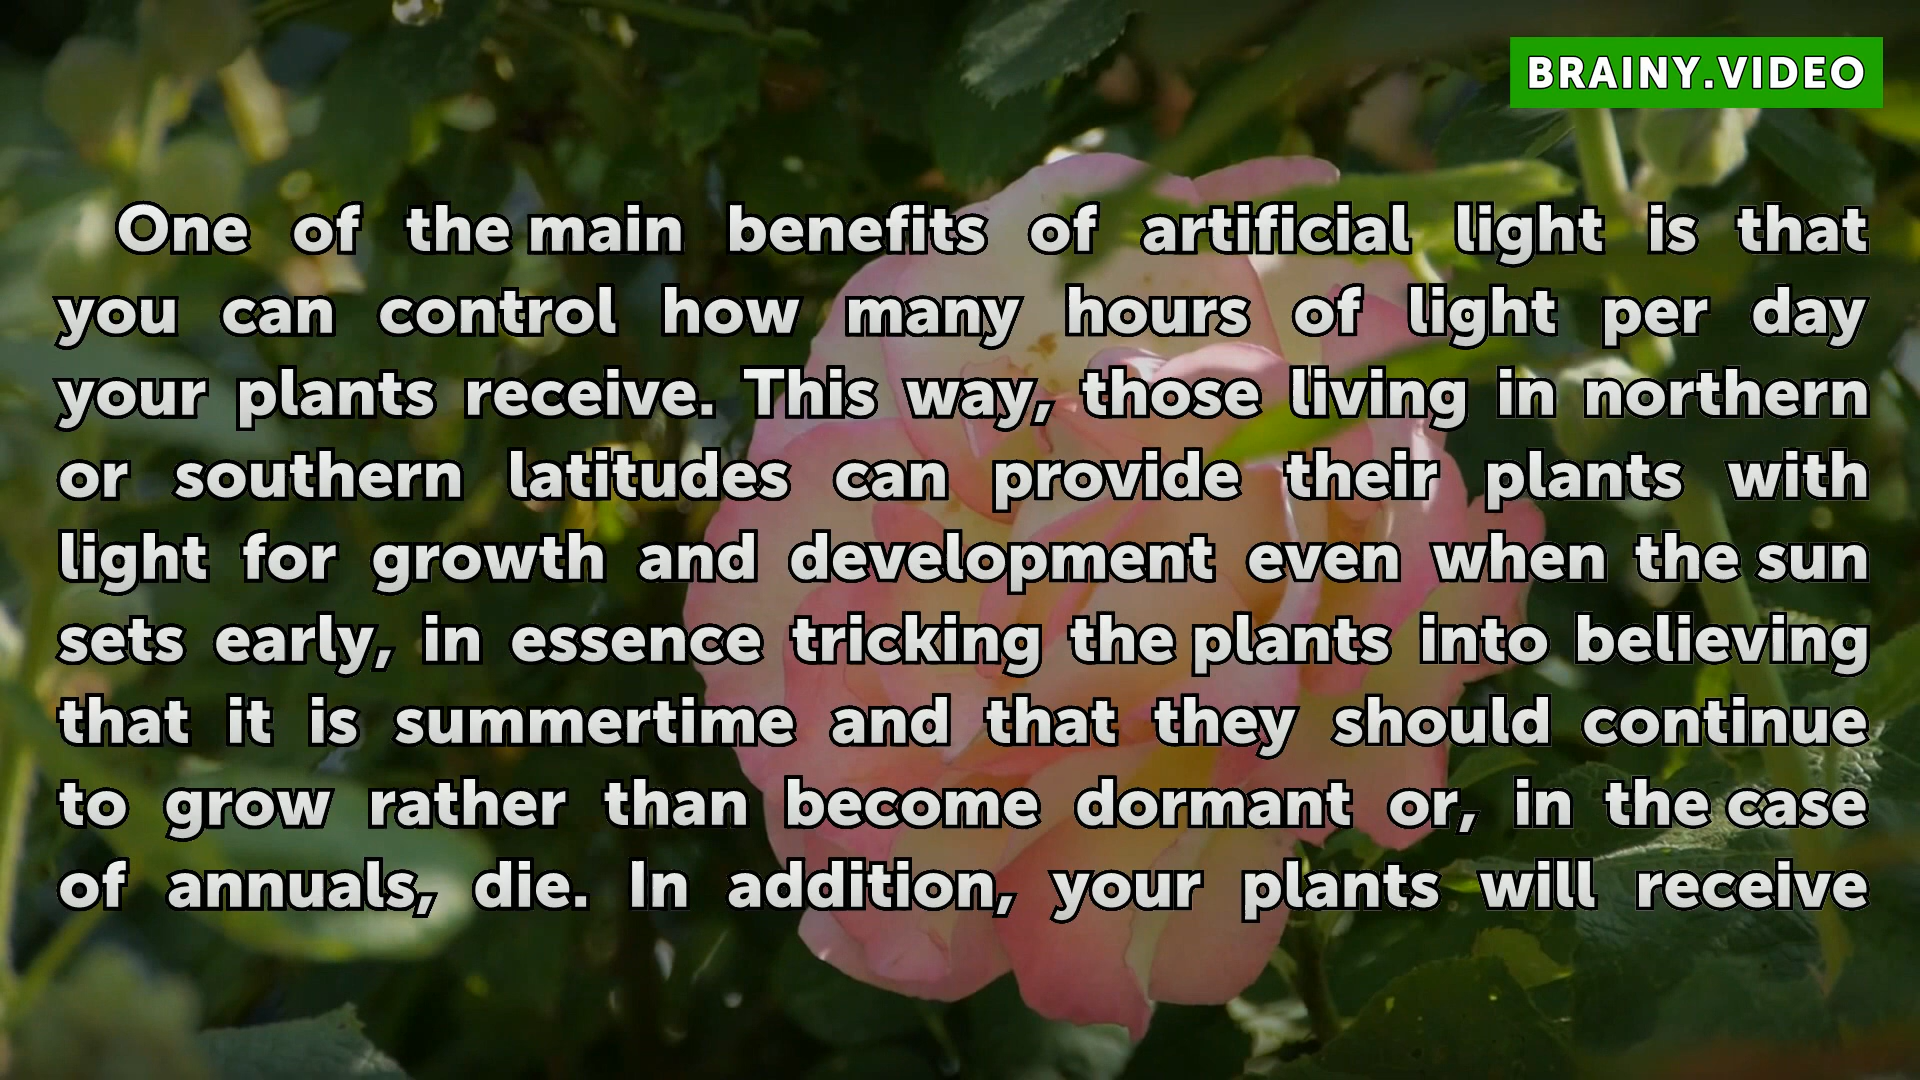 BRAINY.VIDEO
One of the main benefits of artificial light is that
you can control how many hours of light per day
your plants receive. This way, those living in northern
or southern latitudes can provide their plants with
light for growth and development even when the sun
sets early, in essence tricking the plants into believing
that it is summertime and that they should continue
to grow rather than become dormant or, in the case
of annuals, die. In addition, your plants will receive